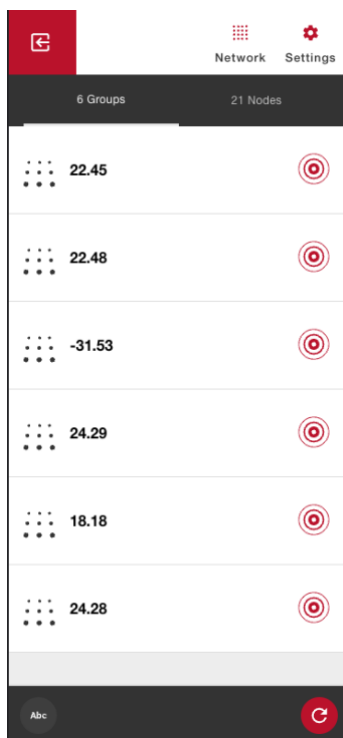 Network Settings
6 Groups 21 Nodes
22.45
22.48
-31.53
24.29
18.18
24.28
Abc